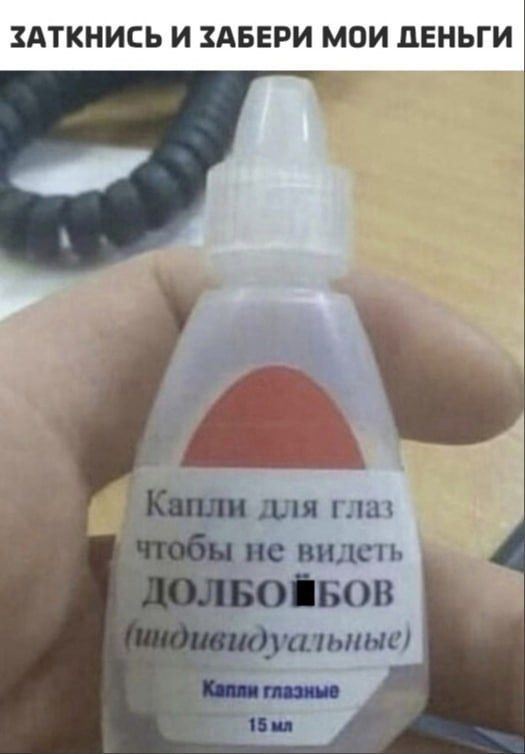 ЗАТКНИСЬ И ЗАБЕРИ МОИ ДЕНЬГИ
Капли для глаз
чтобы не видеть
ДОЛБО█БОВ
(индивидуальные)
Капли глазные
15 мл